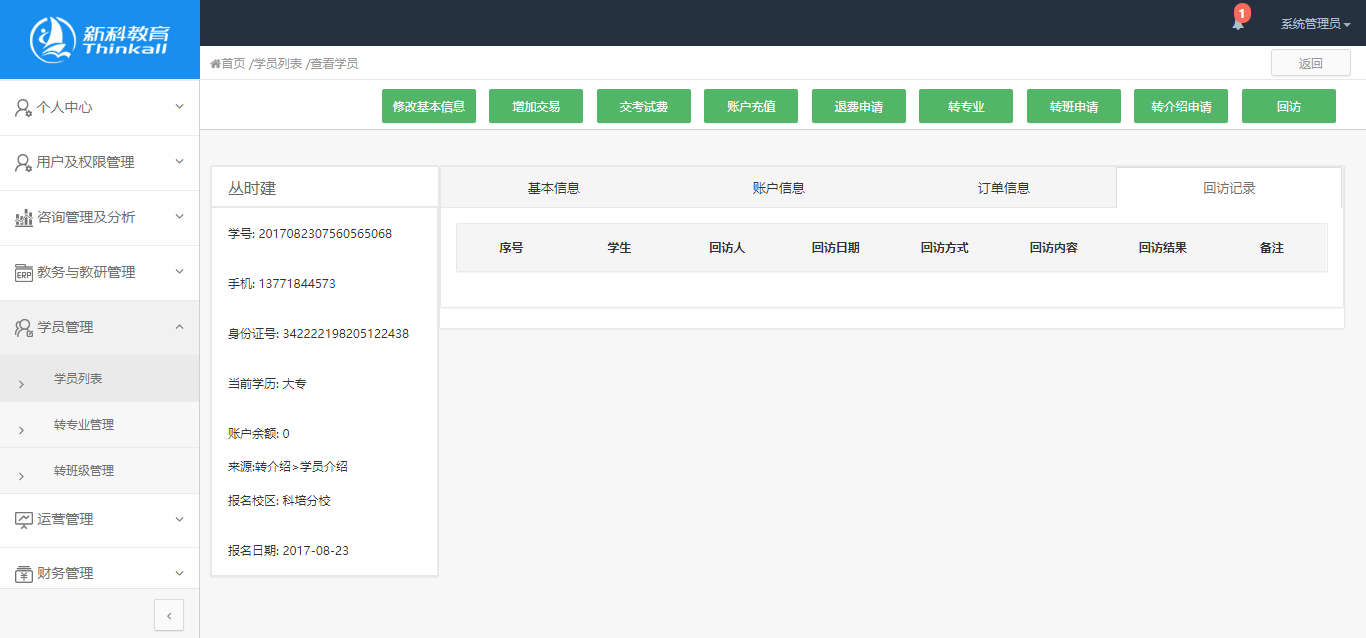 新科教育
Thinkall
1
系统管理员
首页 /学员列表 /查看学员
返回
修改基本信息 增加交易 交考试费 账户充值 退费申请 转专业 转班申请 转介绍申请 回访
个人中心
用户及权限管理
咨询管理及分析
ERP 教务与教研管理
学员管理
学员列表
转专业管理
转班级管理
运营管理
财务管理
丛时建
学号: 2017082307560565068
手机: 13771844573
身份证号: 342222198205122438
当前学历: 大专
账户余额: 0
来源:转介绍>学员介绍
报名校区: 科培分校
报名日期: 2017-08-23
基本信息 账户信息 订单信息 回访记录
序号 学生 回访人 回访日期 回访方式 回访内容 回访结果 备注